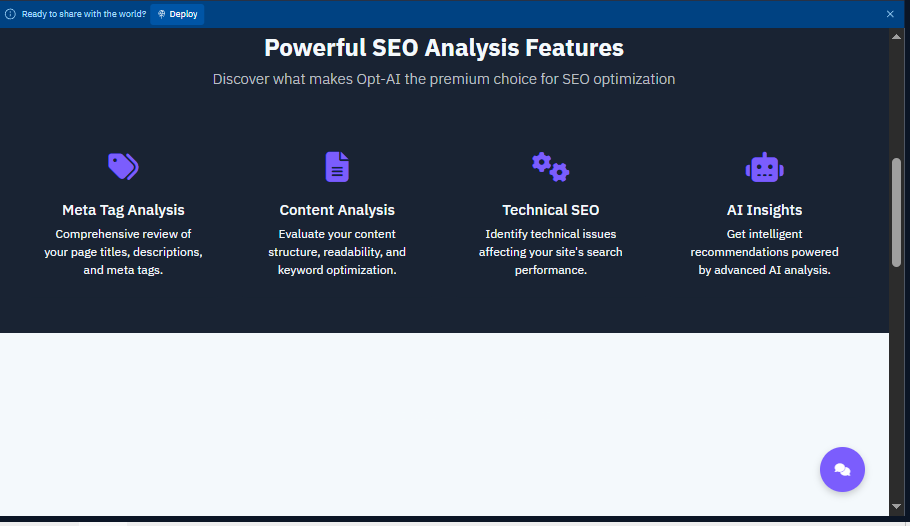 Ready to share with the world? Deploy
Powerful SEO Analysis Features
Discover what makes Opt-AI the premium choice for SEO optimization
Meta Tag Analysis
Comprehensive review of
your page titles, descriptions,
and meta tags.
Content Analysis
Evaluate your content
structure, readability, and
keyword optimization.
Technical SEO
Identify technical issues
affecting your site's search
performance.
AI Insights
Get intelligent
recommendations powered
by advanced AI analysis.